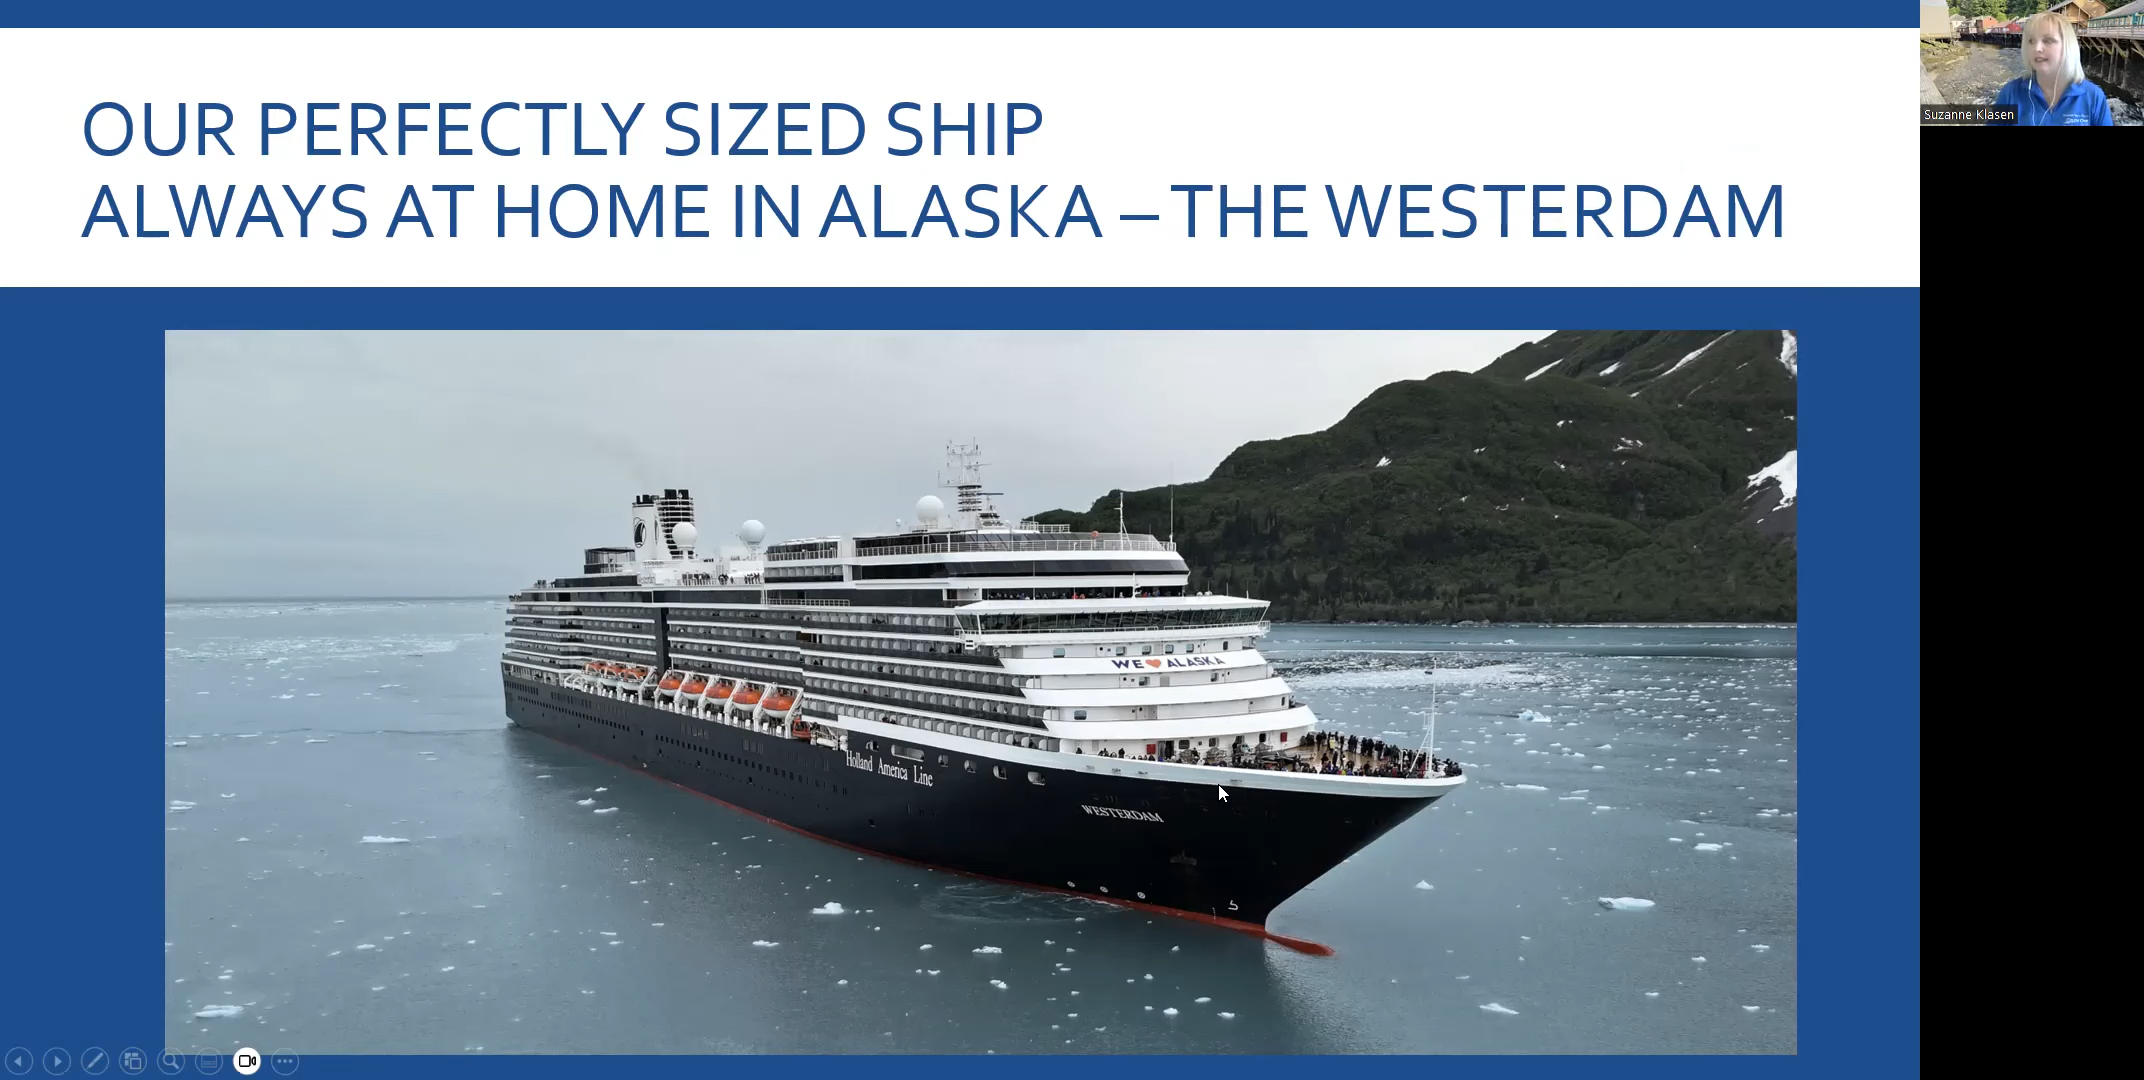 OUR PERFECTLY SIZED SHIP
ALWAYS AT HOME IN ALASKA – THE WESTERDAM
Suzanne Klasen
WE ❤ ALASKA
Holland America Line
WESTERDAM